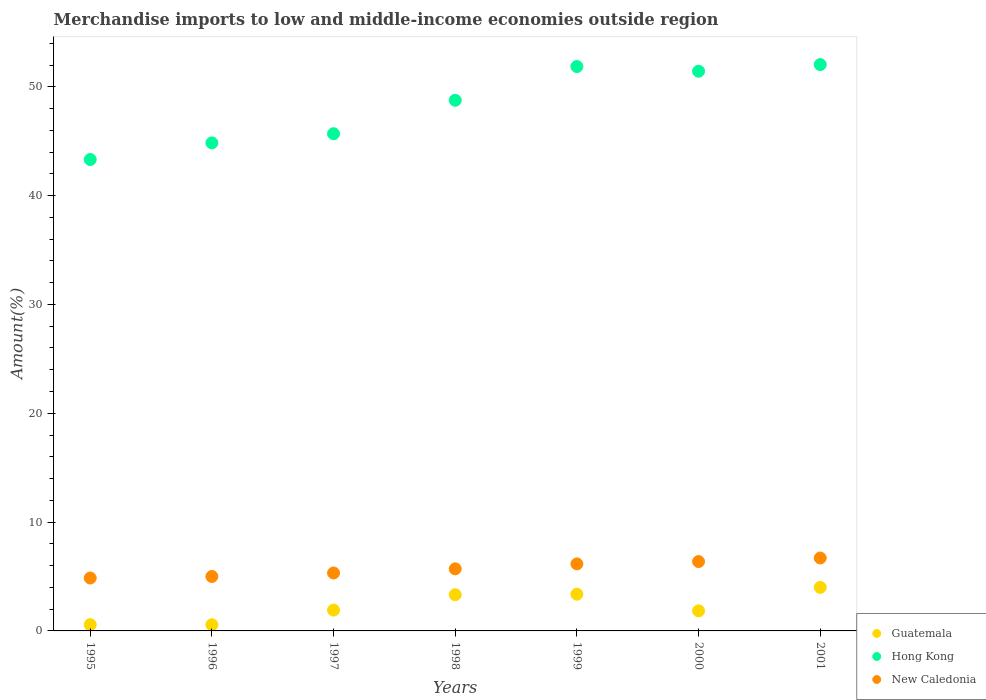 Merchandise imports to low and middle-income economies outside region
Amount(%)
50
40
30
20
10
0
1995
1996
1997
1998
1999
2000
2001
Years
Guatemala
Hong Kong
New Caledonia